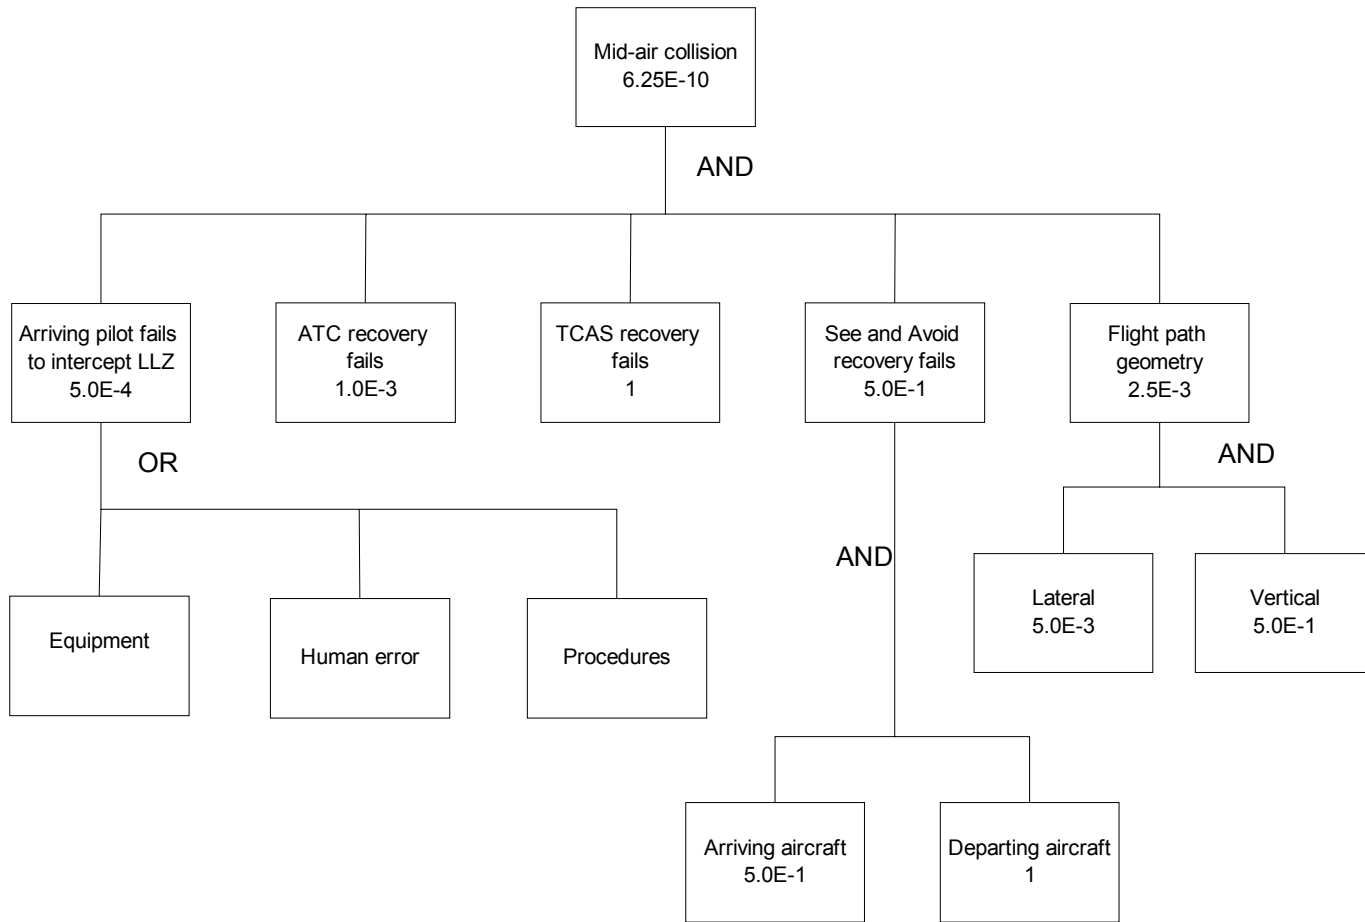 Mid-air collision
6.25E-10
AND
Arriving pilot fails
to intercept LLZ
5.0E-4
ATC recovery
fails
1.0E-3
TCAS recovery
fails
1
See and Avoid
recovery fails
5.0E-1
Flight path
geometry
2.5E-3
OR
AND
AND
Equipment
Human error
Procedures
Lateral
5.0E-3
Vertical
5.0E-1
Arriving aircraft
5.0E-1
Departing aircraft
1